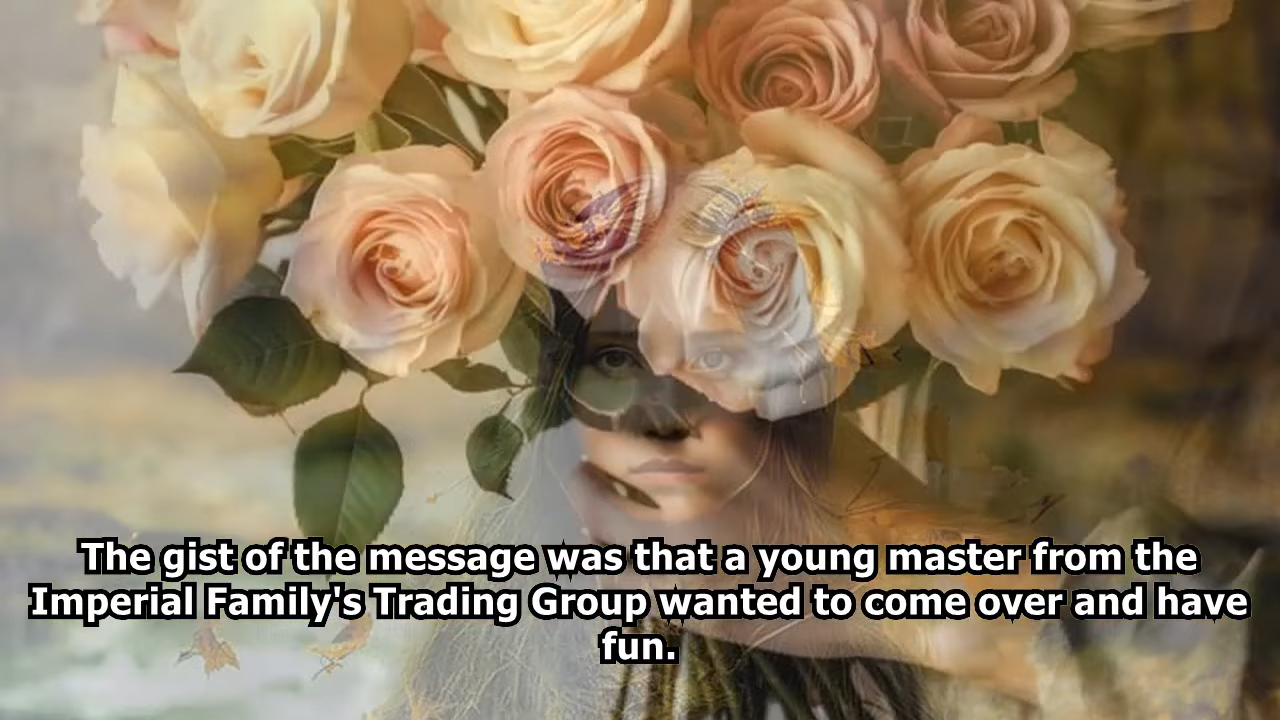 The gist of the message was that a young master from the
Imperial Family's Trading Group wanted to come over and have
fun.